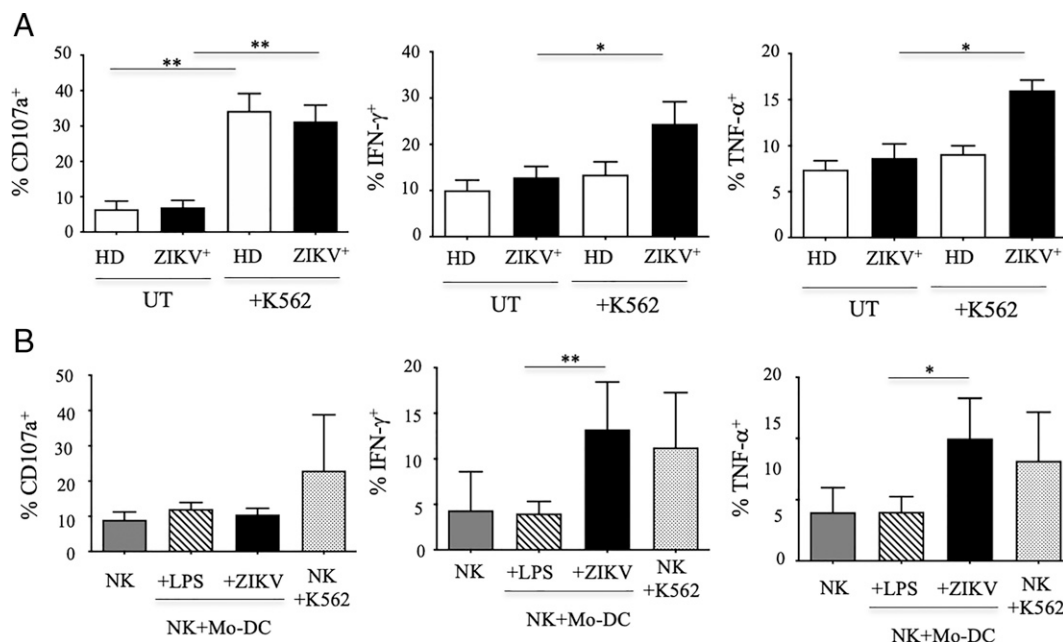 A
% CD107a+
50
40
30
20
10
0
**
**
HD
ZIKV+
HD
ZIKV+
UT
+K562
% IFN-γ+
40
30
20
10
0
*
HD
ZIKV+
HD
ZIKV+
UT
+K562
% TNF-α+
20
15
10
5
0
*
HD
ZIKV+
HD
ZIKV+
UT
+K562
B
% CD107a+
50
40
30
20
10
0
NK
+LPS
+ZIKV
NK
+K562
NK+Mo-DC
% IFN-γ+
20
15
10
5
0
**
NK
+LPS
+ZIKV
NK
+K562
NK+Mo-DC
% TNF-α+
20
15
10
5
0
*
NK
+LPS
+ZIKV
NK
+K562
NK+Mo-DC